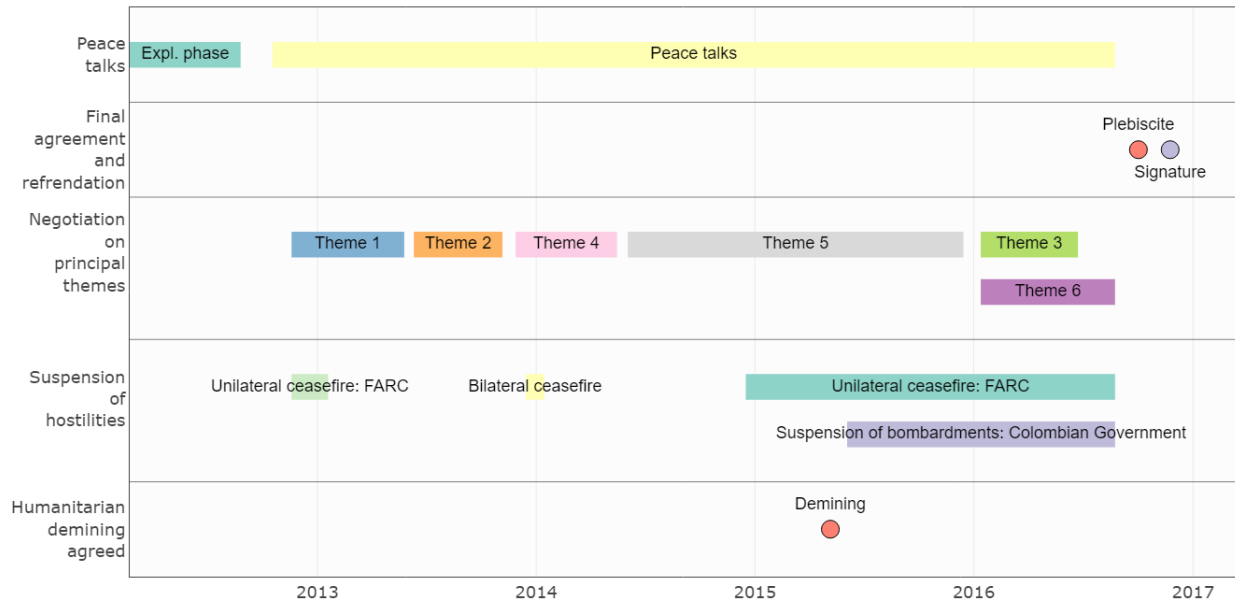 Peace
talks
Expl. phase
Peace talks
Final
agreement
and
refrendation
Plebiscite
Signature
Negotiation
on
principal
themes
Theme 1
Theme 2
Theme 4
Theme 5
Theme 3
Theme 6
Suspension
of
hostilities
Unilateral ceasefire: FARC
Bilateral ceasefire
Unilateral ceasefire: FARC
Suspension of bombardments: Colombian Government
Humanitarian
demining
agreed
Demining
2013
2014
2015
2016
2017